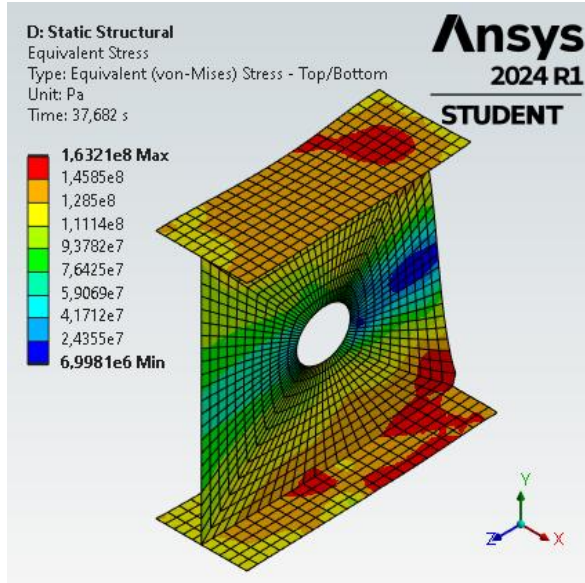 D: Static Structural
Equivalent Stress
Type: Equivalent (von-Mises) Stress - Top/Bottom
Unit: Pa
Time: 37,682 s
Ansys
2024 R1
STUDENT
1,6321e8 Max
1,4585e8
1,285e8
1,1114e8
9,3782e7
7,6425e7
5,9069e7
4,1712e7
2,4355e7
6,9981e6 Min
Y
Z
X